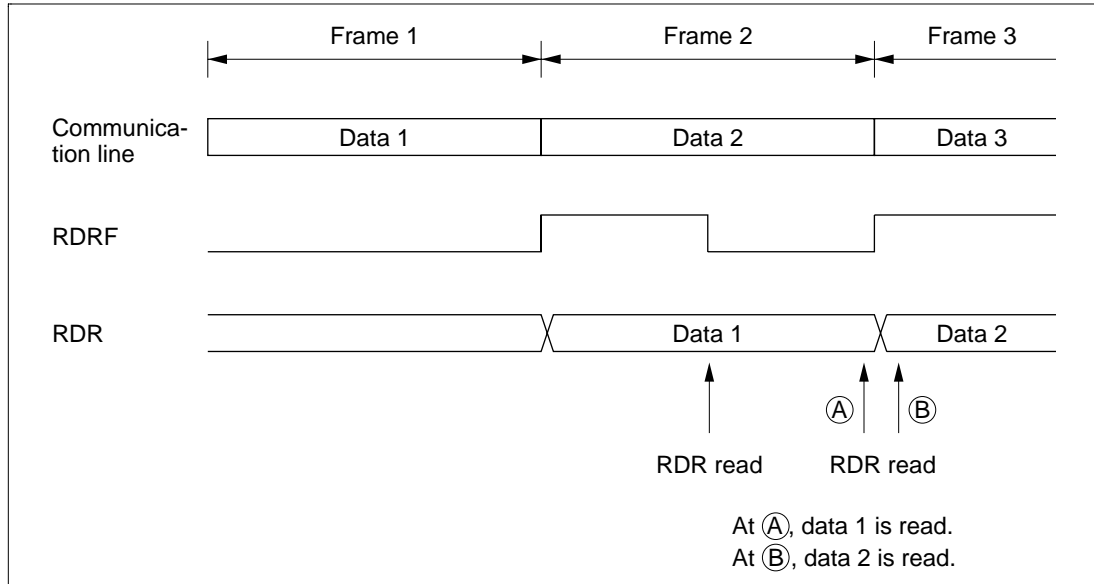 Frame 1 Frame 2 Frame 3
Communica-
tion line
Data 1 Data 2 Data 3
RDRF
RDR Data 1 Data 2
Ⓐ Ⓑ
RDR read RDR read
At Ⓐ, data 1 is read.
At Ⓑ, data 2 is read.